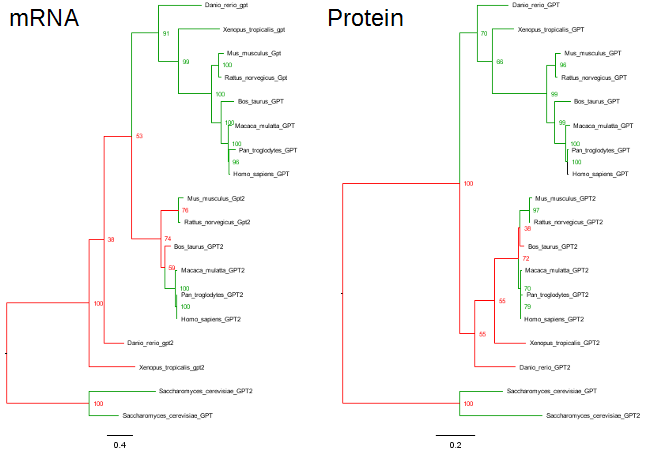 mRNA
Danio_rerio_gpt
91
Xenopus_tropicalis_gpt
99
Mus_musculus_Gpt
100
Rattus_norvegicus_Gpt
100
Bos_taurus_GPT
100
Macaca_mulatta_GPT
100
Pan_troglodytes_GPT
96
Homo_sapiens_GPT
53
Mus_musculus_Gpt2
76
Rattus_norvegicus_Gpt2
74
Bos_taurus_GPT2
59
Macaca_mulatta_GPT2
100
Pan_troglodytes_GPT2
100
Homo_sapiens_GPT2
38
100
Danio_rerio_gpt2
Xenopus_tropicalis_gpt2
Saccharomyces_cerevisiae_GPT2
100
Saccharomyces_cerevisiae_GPT
0.4
Protein
Danio_rerio_GPT
70
Xenopus_tropicalis_GPT
68
Mus_musculus_GPT
96
Rattus_norvegicus_GPT
99
Bos_taurus_GPT
99
Macaca_mulatta_GPT
100
Pan_troglodytes_GPT
100
Homo_sapiens_GPT
100
Mus_musculus_GPT2
97
Rattus_norvegicus_GPT2
38
Bos_taurus_GPT2
72
Macaca_mulatta_GPT2
70
Pan_troglodytes_GPT2
79
Homo_sapiens_GPT2
55
Xenopus_tropicalis_GPT2
55
Danio_rerio_GPT2
Saccharomyces_cerevisiae_GPT
100
Saccharomyces_cerevisiae_GPT2
0.2